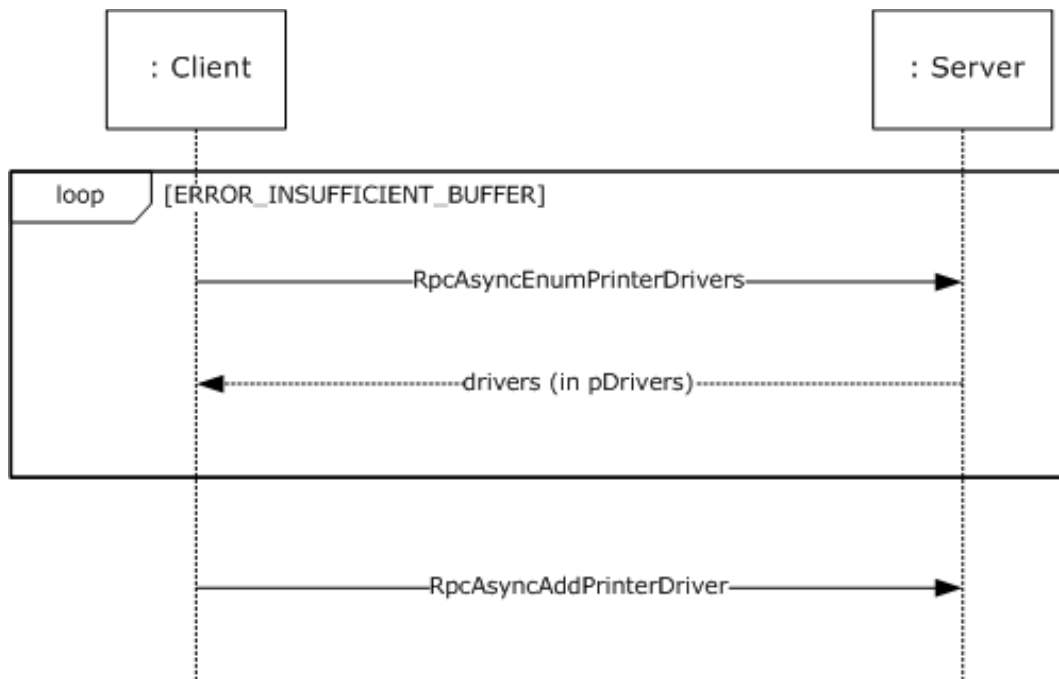 : Client
: Server
loop
[ERROR_INSUFFICIENT_BUFFER]
RpcAsyncEnumPrinterDrivers
drivers (in pDrivers)
RpcAsyncAddPrinterDriver